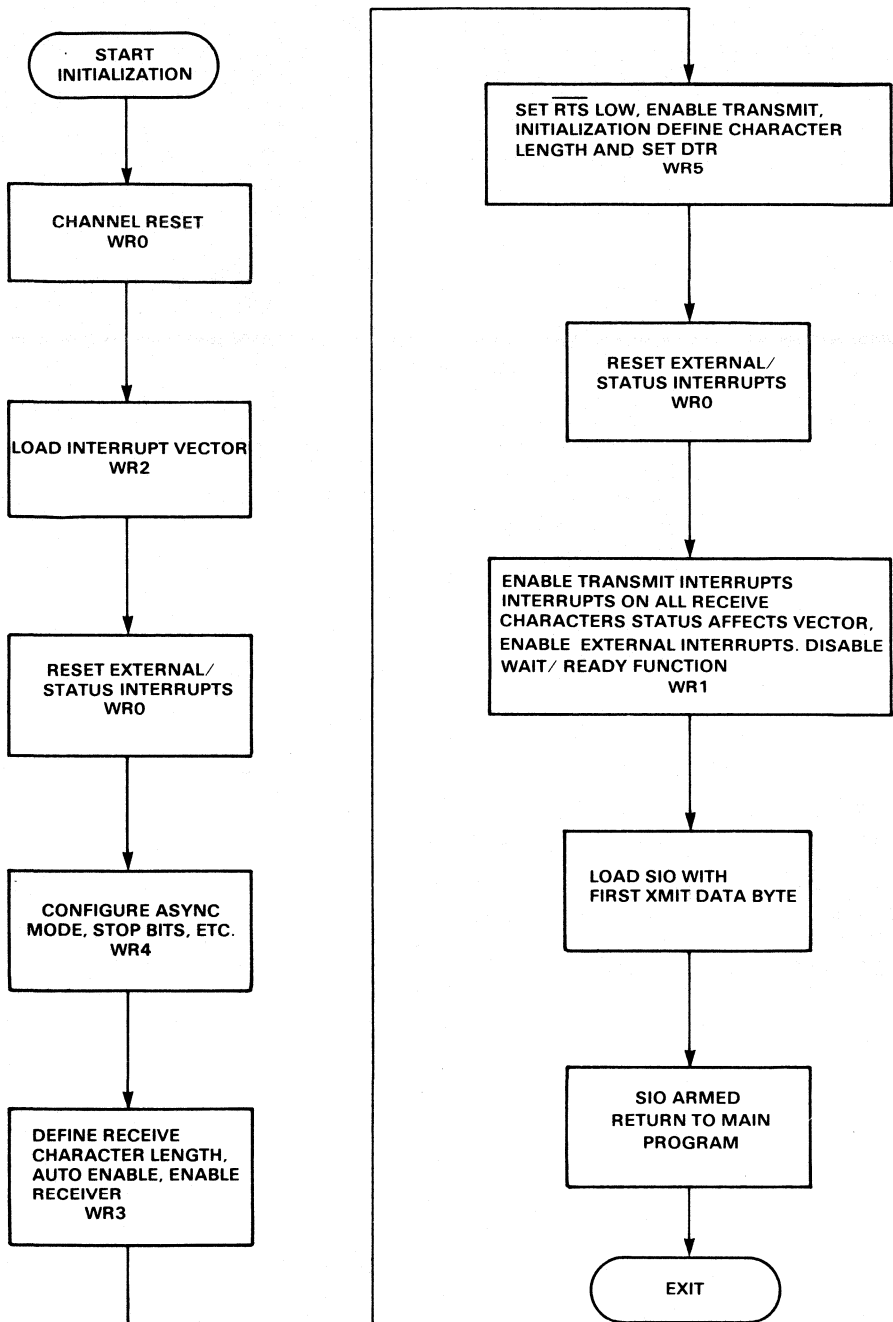 START
INITIALIZATION
CHANNEL RESET
WR0
LOAD INTERRUPT VECTOR
WR2
RESET EXTERNAL/
STATUS INTERRUPTS
WR0
CONFIGURE ASYNC
MODE, STOP BITS, ETC.
WR4
DEFINE RECEIVE
CHARACTER LENGTH,
AUTO ENABLE, ENABLE
RECEIVER
WR3
SET R̅T̅S̅ LOW, ENABLE TRANSMIT,
INITIALIZATION DEFINE CHARACTER
LENGTH AND SET DTR
WR5
RESET EXTERNAL/
STATUS INTERRUPTS
WR0
ENABLE TRANSMIT INTERRUPTS
INTERRUPTS ON ALL RECEIVE
CHARACTERS STATUS AFFECTS VECTOR,
ENABLE EXTERNAL INTERRUPTS. DISABLE
WAIT/ READY FUNCTION
WR1
LOAD SIO WITH
FIRST XMIT DATA BYTE
SIO ARMED
RETURN TO MAIN
PROGRAM
EXIT